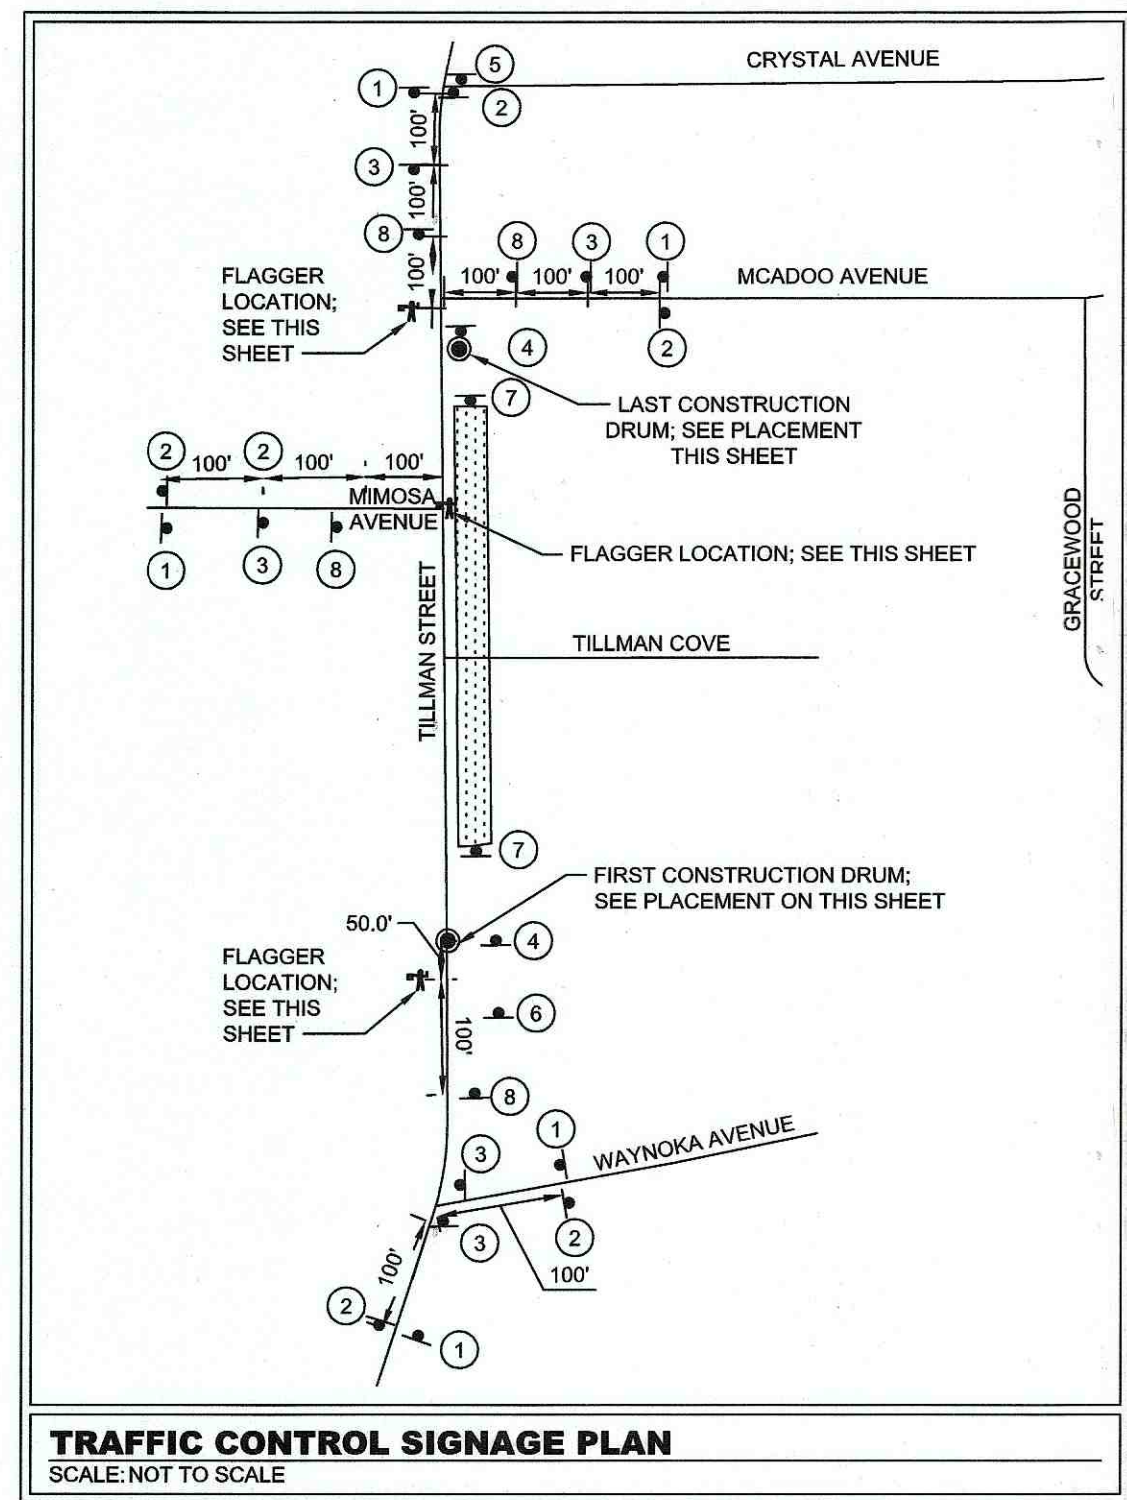 5
CRYSTAL AVENUE
1
2
100'
3
100'
8
100'
8
3
1
100'
100'
100'
MCADOO AVENUE
FLAGGER
LOCATION;
SEE THIS
SHEET
4
2
7
LAST CONSTRUCTION
DRUM; SEE PLACEMENT
THIS SHEET
2
100'
2
100'
100'
MIMOSA
AVENUE
1
3
8
FLAGGER LOCATION; SEE THIS SHEET
GRACEWOOD
STREET
TILLMAN STREET
TILLMAN COVE
7
FIRST CONSTRUCTION DRUM;
SEE PLACEMENT ON THIS SHEET
50.0'
4
FLAGGER
LOCATION;
SEE THIS
SHEET
6
100'
8
1
WAYNOKA AVENUE
3
3
2
100'
100'
2
1
TRAFFIC CONTROL SIGNAGE PLAN
SCALE: NOT TO SCALE